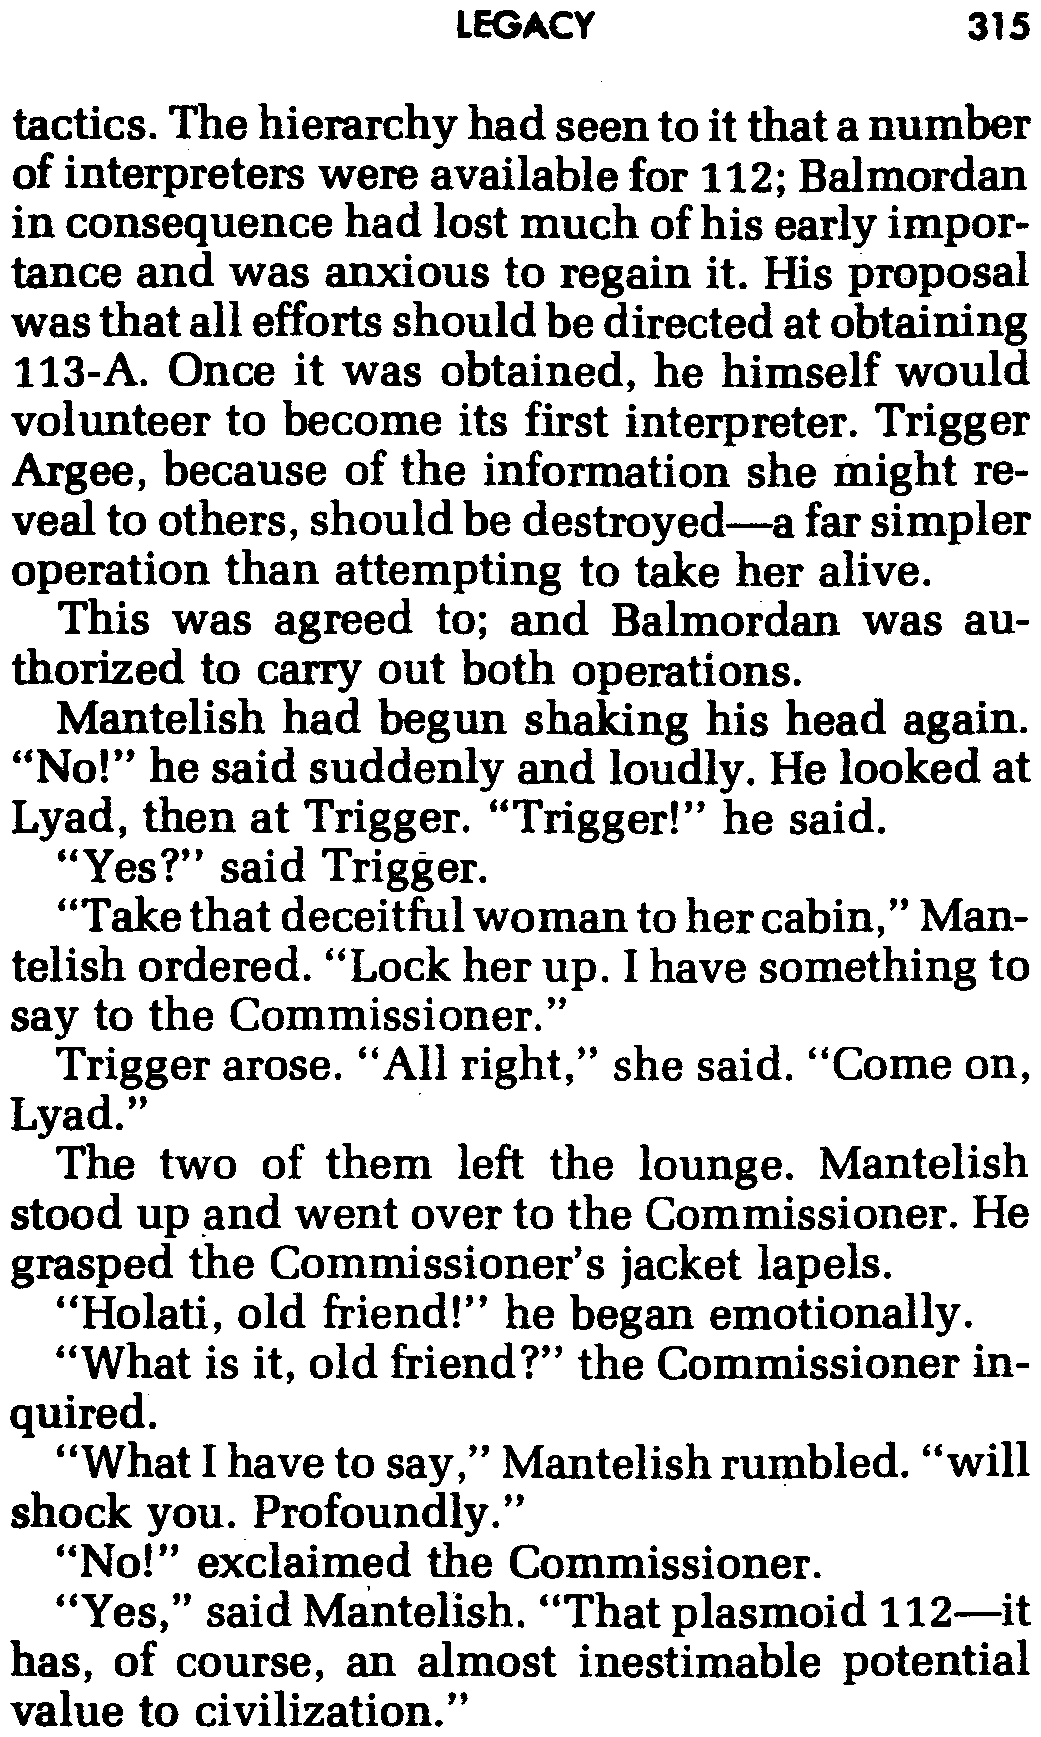 LEGACY 315
tactics. The hierarchy had seen to it that a number
of interpreters were available for 112; Balmordan
in consequence had lost much of his early impor-
tance and was anxious to regain it. His proposal
was that all efforts should be directed at obtaining
113-A. Once it was obtained, he himself would
volunteer to become its first interpreter. Trigger
Argee, because of the information she might re-
veal to others, should be destroyed—a far simpler
operation than attempting to take her alive.
This was agreed to; and Balmordan was au-
thorized to carry out both operations.
Mantelish had begun shaking his head again.
“No!” he said suddenly and loudly. He looked at
Lyad, then at Trigger. “Trigger!” he said.
“Yes?” said Trigger.
“Take that deceitful woman to her cabin,” Man-
telish ordered. “Lock her up. I have something to
say to the Commissioner.”
Trigger arose. “All right,” she said. “Come on,
Lyad.”
The two of them left the lounge. Mantelish
stood up and went over to the Commissioner. He
grasped the Commissioner’s jacket lapels.
“Holati, old friend!” he began emotionally.
“What is it, old friend?” the Commissioner in-
quired.
“What I have to say,” Mantelish rumbled. “will
shock you. Profoundly.”
“No!” exclaimed the Commissioner.
“Yes,” said Mantelish. “That plasmoid 112—it
has, of course, an almost inestimable potential
value to civilization.”